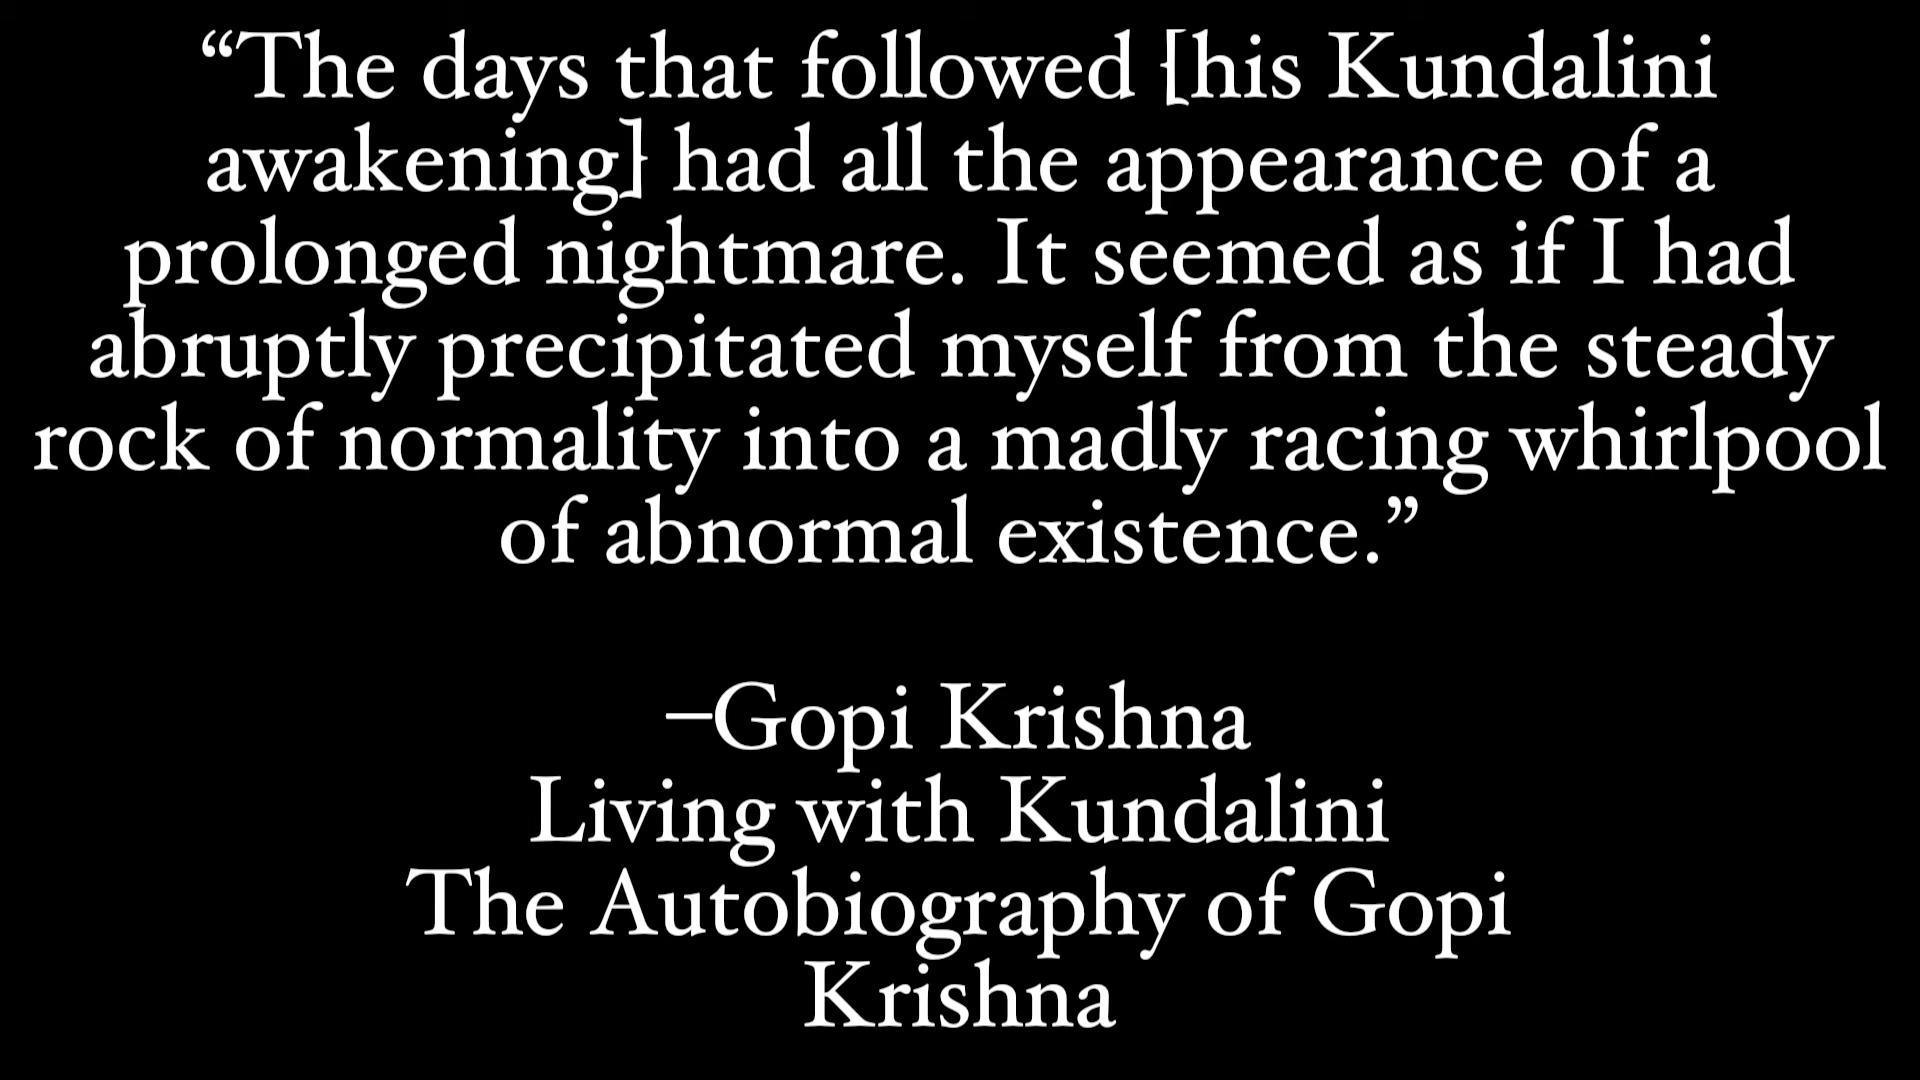 “The days that followed [his Kundalini
awakening] had all the appearance of a
prolonged nightmare. It seemed as if I had
abruptly precipitated myself from the steady
rock of normality into a madly racing whirlpool
of abnormal existence.”
–Gopi Krishna
Living with Kundalini
The Autobiography of Gopi
Krishna